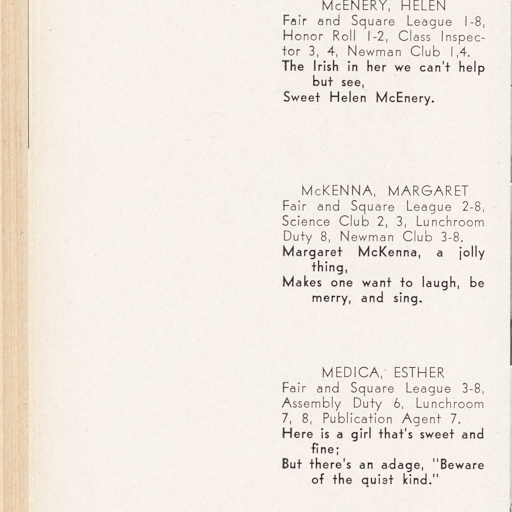 McENERY, HELEN
Fair and Square League 1-8,
Honor Roll 1-2, Class Inspec-
tor 3, 4, Newman Club 1,4.
The Irish in her we can't help
but see,
Sweet Helen McEnery.
McKENNA, MARGARET
Fair and Square League 2-8,
Science Club 2, 3, Lunchroom
Duty 8, Newman Club 3-8.
Margaret McKenna, a jolly
thing,
Makes one want to laugh, be
merry, and sing.
MEDICA, ESTHER
Fair and Square League 3-8,
Assembly Duty 6, Lunchroom
7, 8, Publication Agent 7.
Here is a girl that's sweet and
fine;
But there's an adage, "Beware
of the quiet kind."